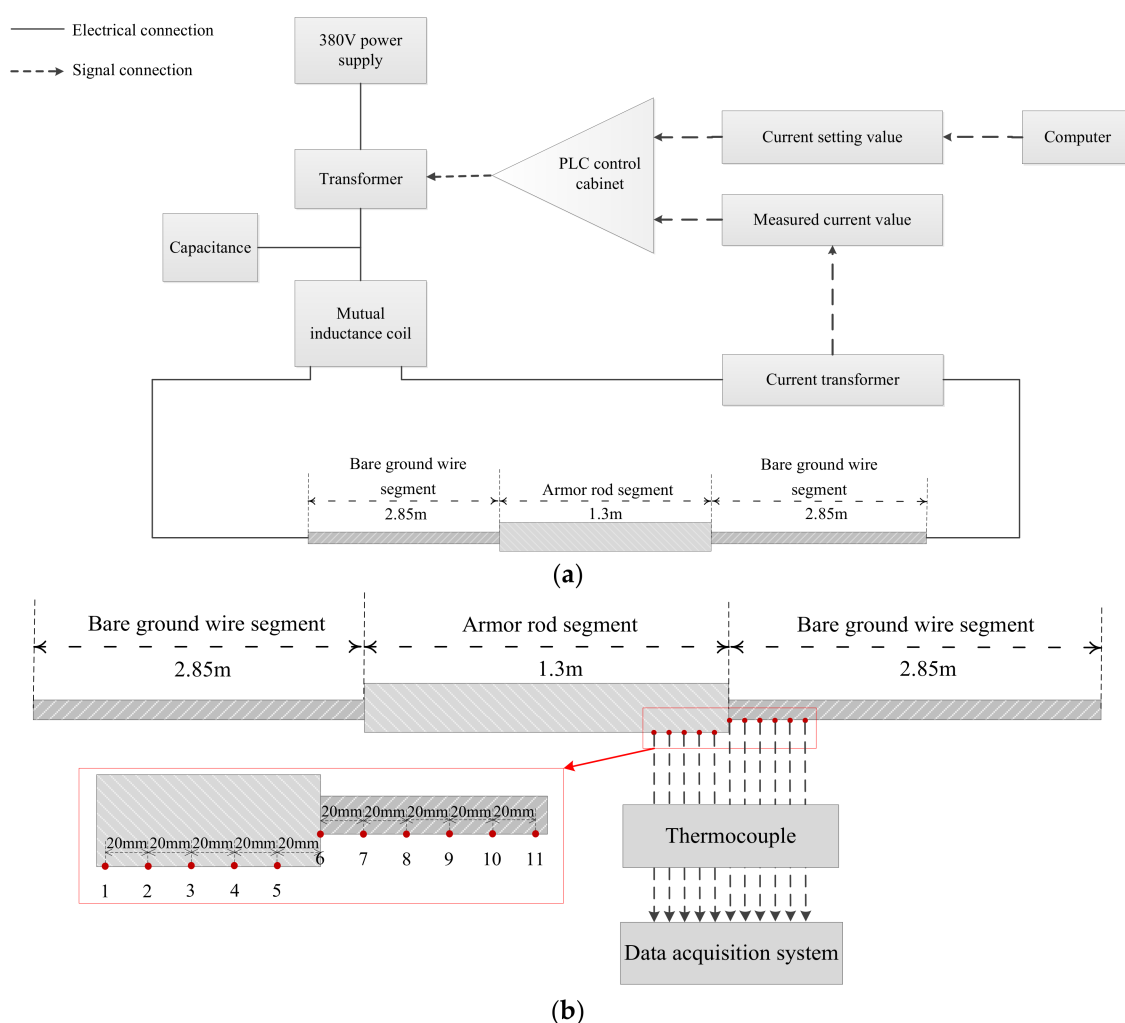 Electrical connection
Signal connection
380V power
supply
Transformer
Capacitance
Mutual
inductance coil
PLC control
cabinet
Current setting value
Computer
Measured current value
Current transformer
Bare ground wire
segment
2.85m
Armor rod segment
1.3m
Bare ground wire
segment
2.85m
(a)
Bare ground wire segment
2.85m
Armor rod segment
1.3m
Bare ground wire segment
2.85m
20mm 20mm 20mm 20mm 20mm
20mm 20mm 20mm 20mm 20mm
6 7 8 9 10 11
1 2 3 4 5
Thermocouple
Data acquisition system
(b)